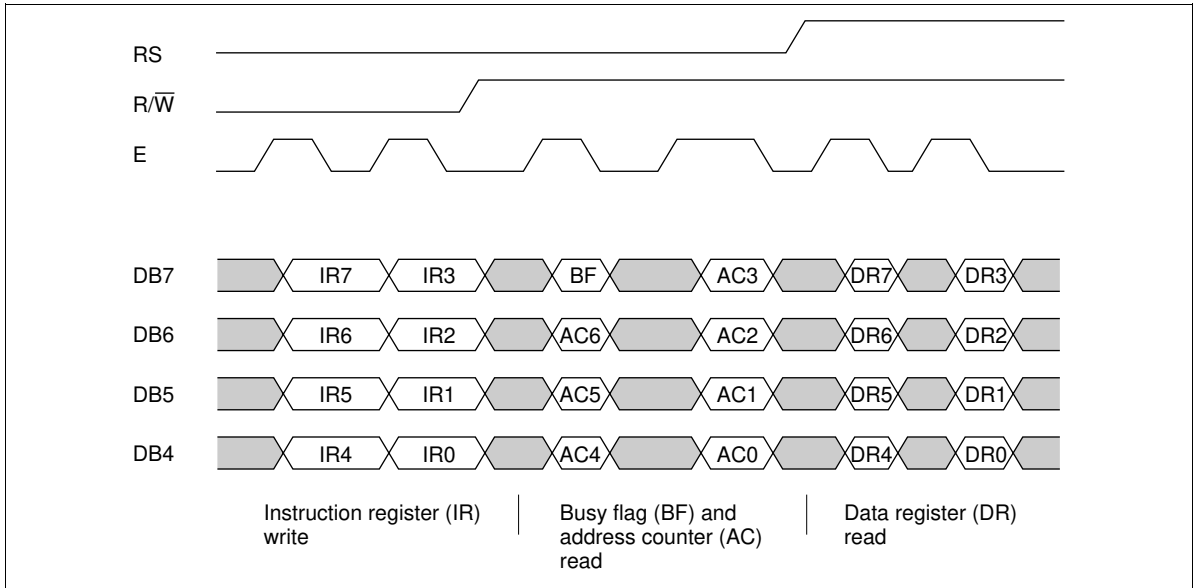 RS
R/W̅
E
DB7 IR7 IR3 BF AC3 DR7 DR3
DB6 IR6 IR2 AC6 AC2 DR6 DR2
DB5 IR5 IR1 AC5 AC1 DR5 DR1
DB4 IR4 IR0 AC4 AC0 DR4 DR0
Instruction register (IR)
write
Busy flag (BF) and
address counter (AC)
read
Data register (DR)
read